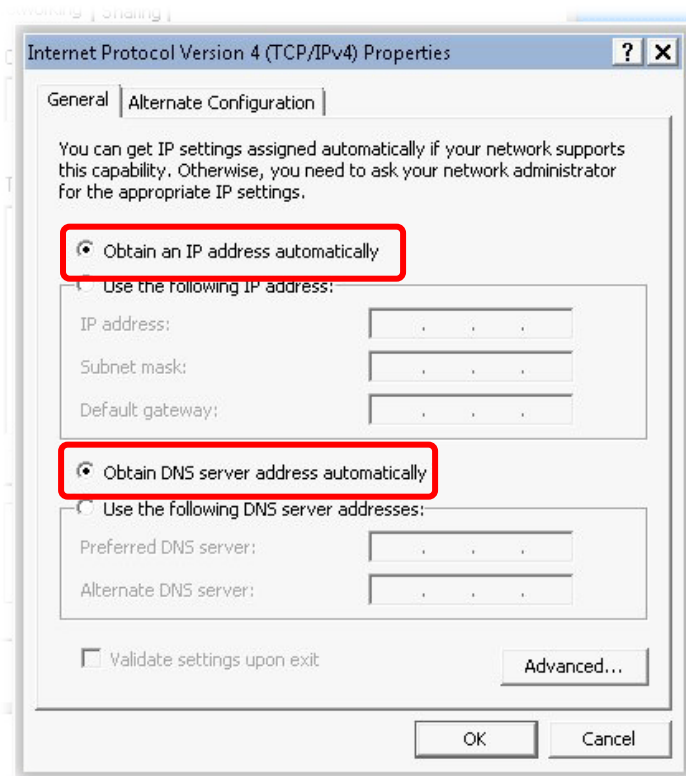 Sharing
Internet Protocol Version 4 (TCP/IPv4) Properties
General
Alternate Configuration
You can get IP settings assigned automatically if your network supports
this capability. Otherwise, you need to ask your network administrator
for the appropriate IP settings.
Obtain an IP address automatically
Use the following IP address:
IP address:
Subnet mask:
Default gateway:
Obtain DNS server address automatically
Use the following DNS server addresses:
Preferred DNS server:
Alternate DNS server:
Validate settings upon exit
Advanced...
OK
Cancel